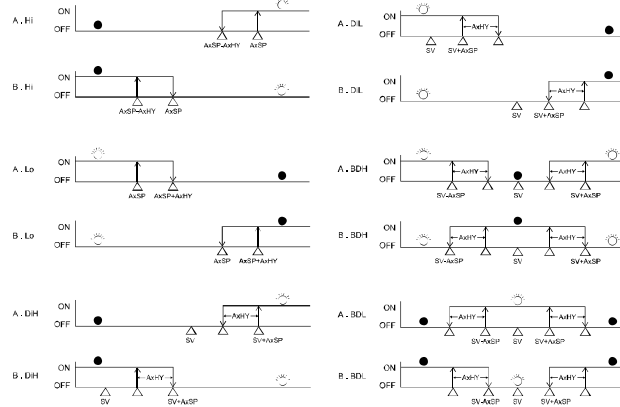 A.Hi
ON
OFF
AxSP-AxHY
AxSP
B.Hi
ON
OFF
AxSP-AxHY
AxSP
A.Lo
ON
OFF
AxSP
AxSP+AxHY
B.Lo
ON
OFF
AxSP
AxSP+AxHY
A.DiH
ON
OFF
AxHY
SV
SV+AxSP
B.DiH
ON
OFF
AxHY
SV
SV+AxSP
A.DIL
ON
OFF
AxHY
SV
SV+AxSP
B.DIL
ON
OFF
AxHY
SV
SV+AxSP
A.BDH
ON
OFF
AxHY
AxHY
SV-AxSP
SV
SV+AxSP
B.BDH
ON
OFF
AxHY
AxHY
SV-AxSP
SV
SV+AxSP
A.BDL
ON
OFF
AxHY
AxHY
SV-AxSP
SV
SV+AxSP
B.BDL
ON
OFF
AxHY
AxHY
SV-AxSP
SV
SV+AxSP